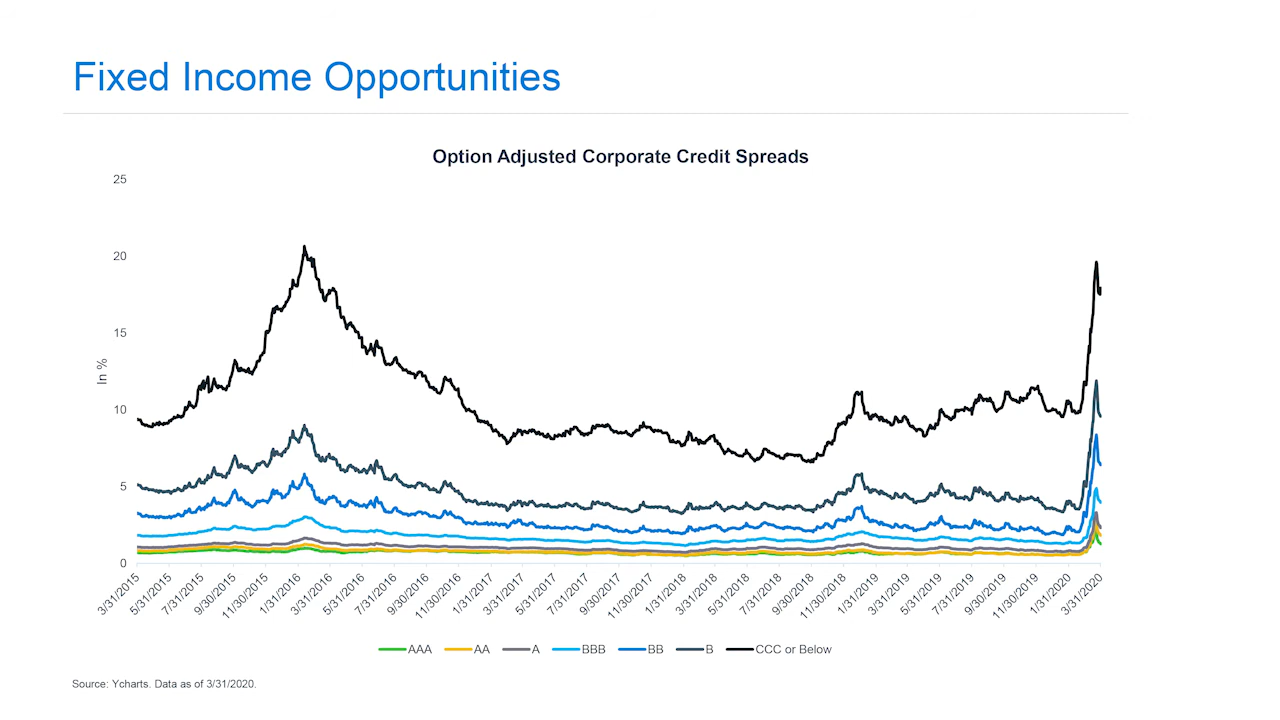 Fixed Income Opportunities
Option Adjusted Corporate Credit Spreads
25
20
15
10
5
0
In %
3/31/2015 5/31/2015 7/31/2015 9/30/2015 11/30/2015 1/31/2016 3/31/2016 5/31/2016 7/31/2016 9/30/2016 11/30/2016 1/31/2017 3/31/2017 5/31/2017 7/31/2017 9/30/2017 11/30/2017 1/31/2018 3/31/2018 5/31/2018 7/31/2018 9/30/2018 11/30/2018 1/31/2019 3/31/2019 5/31/2019 7/31/2019 9/30/2019 11/30/2019 1/31/2020 3/31/2020
AAA AA A BBB BB B CCC or Below
Source: Ycharts. Data as of 3/31/2020.